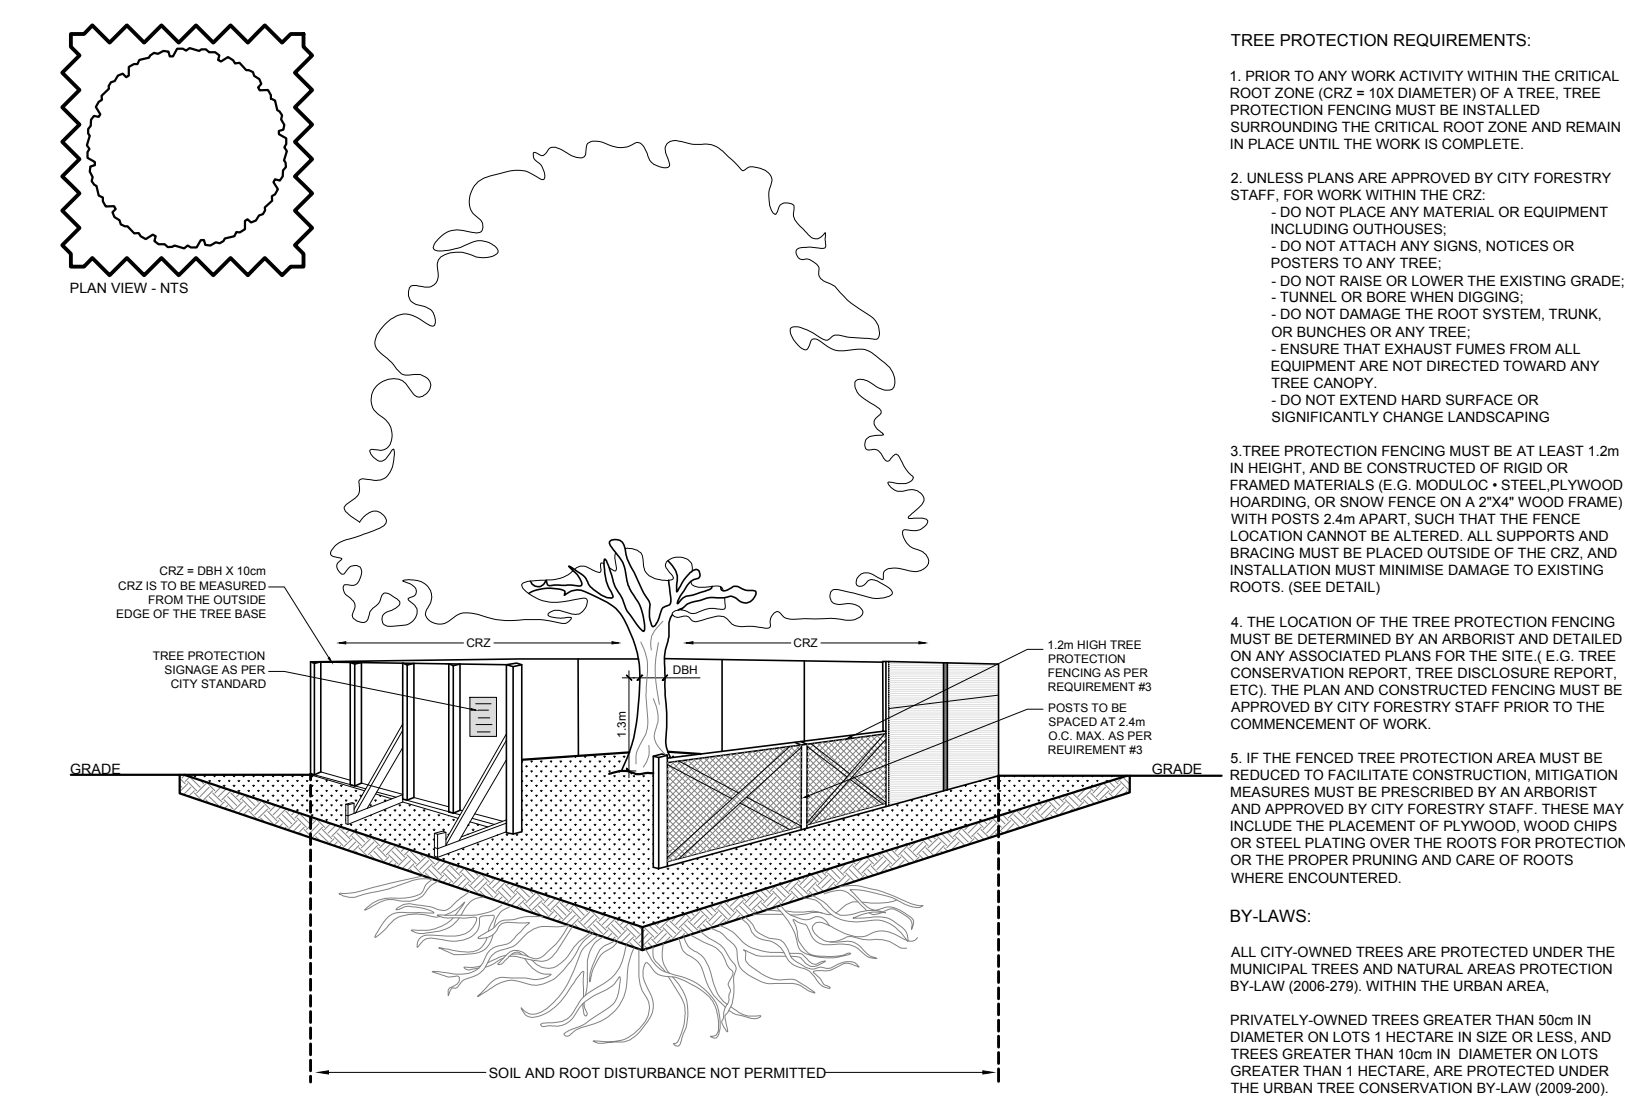 PLAN VIEW - NTS
CRZ = DBH X 10cm
CRZ IS TO BE MEASURED
FROM THE OUTSIDE
EDGE OF THE TREE BASE
TREE PROTECTION
SIGNAGE AS PER
CITY STANDARD
GRADE
CRZ
CRZ
DBH
1.3m
1.2m HIGH TREE
PROTECTION
FENCING AS PER
REQUIREMENT #3
POSTS TO BE
SPACED AT 2.4m
O.C. MAX. AS PER
REUIREMENT #3
GRADE
SOIL AND ROOT DISTURBANCE NOT PERMITTED
TREE PROTECTION REQUIREMENTS:
1. PRIOR TO ANY WORK ACTIVITY WITHIN THE CRITICAL
ROOT ZONE (CRZ = 10X DIAMETER) OF A TREE, TREE
PROTECTION FENCING MUST BE INSTALLED
SURROUNDING THE CRITICAL ROOT ZONE AND REMAIN
IN PLACE UNTIL THE WORK IS COMPLETE.
2. UNLESS PLANS ARE APPROVED BY CITY FORESTRY
STAFF, FOR WORK WITHIN THE CRZ:
- DO NOT PLACE ANY MATERIAL OR EQUIPMENT
INCLUDING OUTHOUSES;
- DO NOT ATTACH ANY SIGNS, NOTICES OR
POSTERS TO ANY TREE;
- DO NOT RAISE OR LOWER THE EXISTING GRADE;
- TUNNEL OR BORE WHEN DIGGING;
- DO NOT DAMAGE THE ROOT SYSTEM, TRUNK,
OR BUNCHES OR ANY TREE;
- ENSURE THAT EXHAUST FUMES FROM ALL
EQUIPMENT ARE NOT DIRECTED TOWARD ANY
TREE CANOPY.
- DO NOT EXTEND HARD SURFACE OR
SIGNIFICANTLY CHANGE LANDSCAPING
3.TREE PROTECTION FENCING MUST BE AT LEAST 1.2m
IN HEIGHT, AND BE CONSTRUCTED OF RIGID OR
FRAMED MATERIALS (E.G. MODULOC • STEEL,PLYWOOD
HOARDING, OR SNOW FENCE ON A 2"X4" WOOD FRAME)
WITH POSTS 2.4m APART, SUCH THAT THE FENCE
LOCATION CANNOT BE ALTERED. ALL SUPPORTS AND
BRACING MUST BE PLACED OUTSIDE OF THE CRZ, AND
INSTALLATION MUST MINIMISE DAMAGE TO EXISTING
ROOTS. (SEE DETAIL)
4. THE LOCATION OF THE TREE PROTECTION FENCING
MUST BE DETERMINED BY AN ARBORIST AND DETAILED
ON ANY ASSOCIATED PLANS FOR THE SITE.( E.G. TREE
CONSERVATION REPORT, TREE DISCLOSURE REPORT,
ETC). THE PLAN AND CONSTRUCTED FENCING MUST BE
APPROVED BY CITY FORESTRY STAFF PRIOR TO THE
COMMENCEMENT OF WORK.
5. IF THE FENCED TREE PROTECTION AREA MUST BE
REDUCED TO FACILITATE CONSTRUCTION, MITIGATION
MEASURES MUST BE PRESCRIBED BY AN ARBORIST
AND APPROVED BY CITY FORESTRY STAFF. THESE MAY
INCLUDE THE PLACEMENT OF PLYWOOD, WOOD CHIPS
OR STEEL PLATING OVER THE ROOTS FOR PROTECTION
OR THE PROPER PRUNING AND CARE OF ROOTS
WHERE ENCOUNTERED.
BY-LAWS:
ALL CITY-OWNED TREES ARE PROTECTED UNDER THE
MUNICIPAL TREES AND NATURAL AREAS PROTECTION
BY-LAW (2006-279). WITHIN THE URBAN AREA,
PRIVATELY-OWNED TREES GREATER THAN 50cm IN
DIAMETER ON LOTS 1 HECTARE IN SIZE OR LESS, AND
TREES GREATER THAN 10cm IN DIAMETER ON LOTS
GREATER THAN 1 HECTARE, ARE PROTECTED UNDER
THE URBAN TREE CONSERVATION BY-LAW (2009-200).